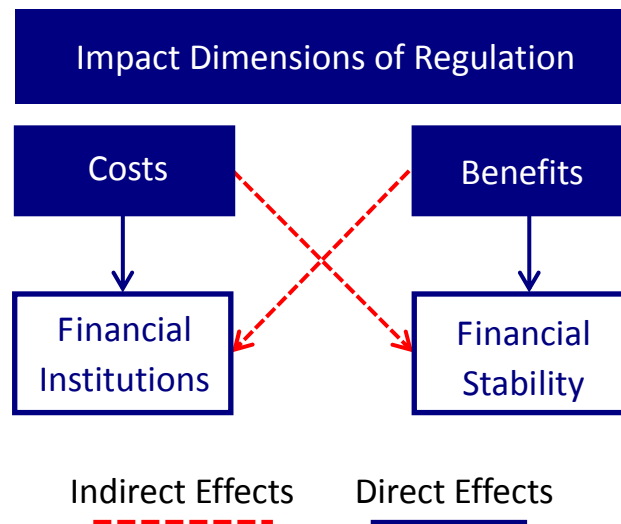 Impact Dimensions of Regulation
Costs
Benefits
Financial
Institutions
Financial
Stability
Indirect Effects
Direct Effects